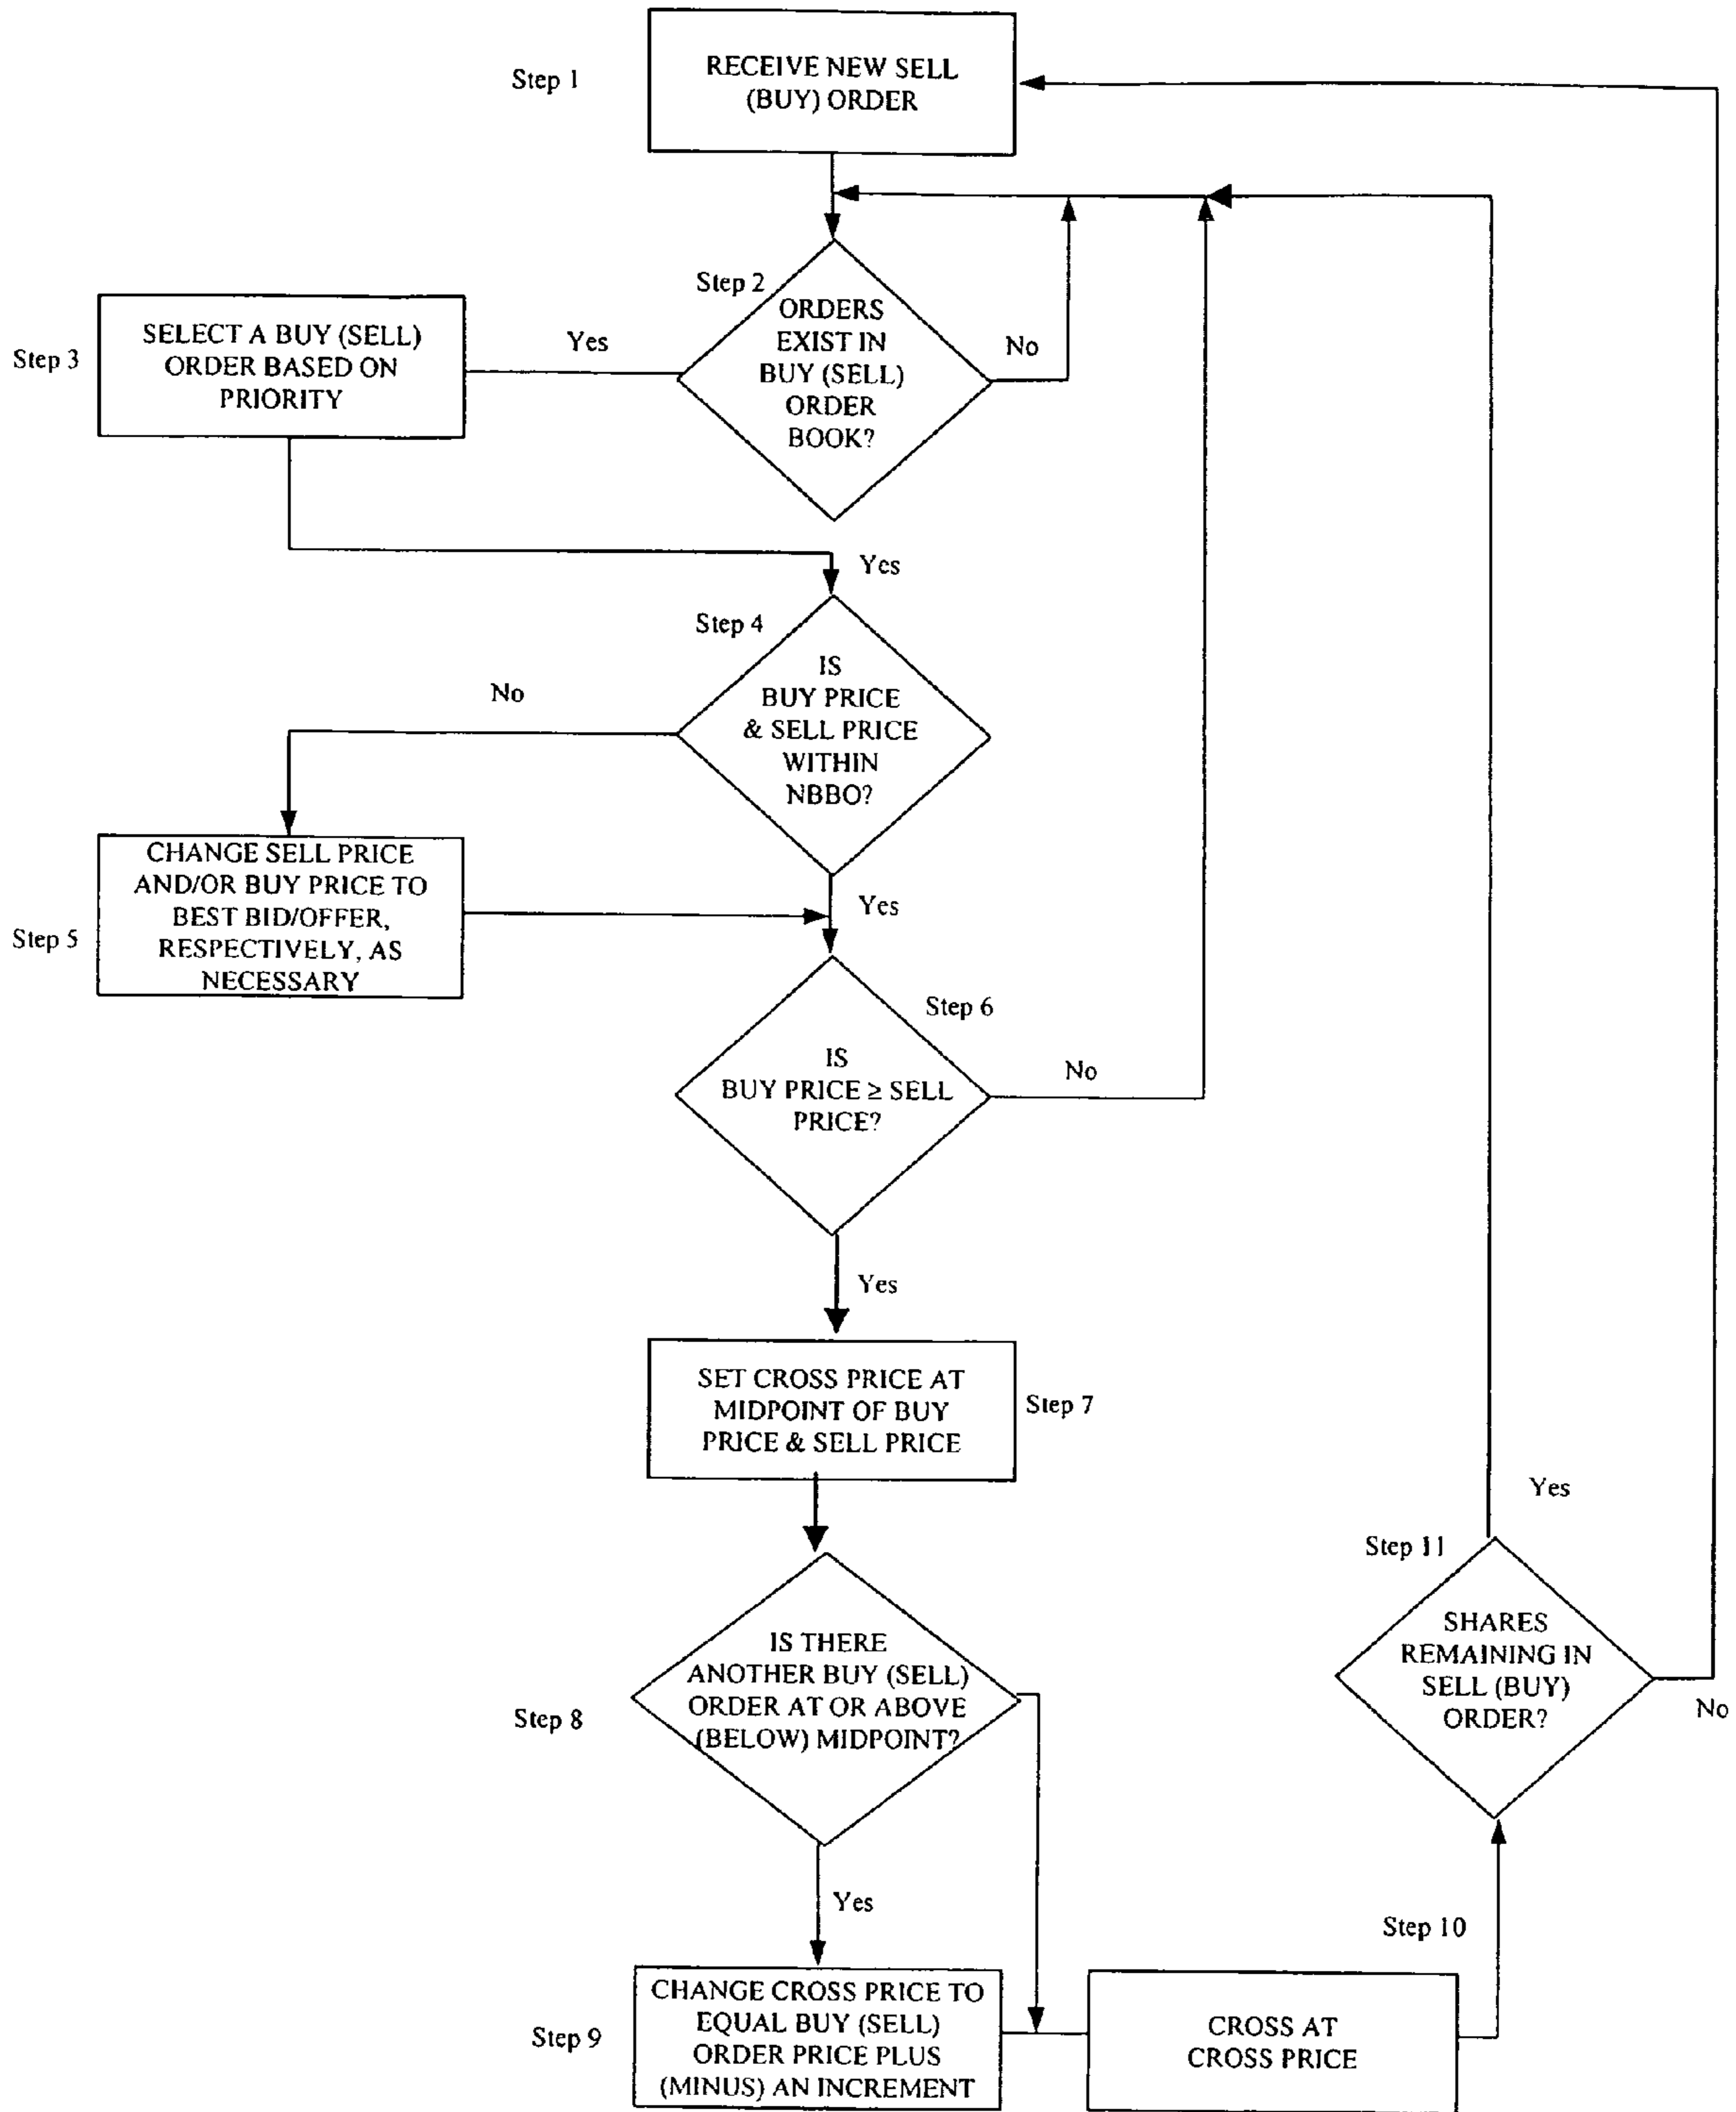 Step 1
RECEIVE NEW SELL
(BUY) ORDER
Step 2
ORDERS
EXIST IN
BUY (SELL)
ORDER
BOOK?
Yes
No
Step 3
SELECT A BUY (SELL)
ORDER BASED ON
PRIORITY
Yes
Step 4
IS
BUY PRICE
& SELL PRICE
WITHIN
NBBO?
No
Yes
Step 5
CHANGE SELL PRICE
AND/OR BUY PRICE TO
BEST BID/OFFER,
RESPECTIVELY, AS
NECESSARY
Step 6
IS
BUY PRICE ≥ SELL
PRICE?
No
Yes
SET CROSS PRICE AT
MIDPOINT OF BUY
PRICE & SELL PRICE
Step 7
Step 8
IS THERE
ANOTHER BUY (SELL)
ORDER AT OR ABOVE
(BELOW) MIDPOINT?
Yes
Step 9
CHANGE CROSS PRICE TO
EQUAL BUY (SELL)
ORDER PRICE PLUS
(MINUS) AN INCREMENT
Step 10
CROSS AT
CROSS PRICE
Step 11
SHARES
REMAINING IN
SELL (BUY)
ORDER?
Yes
No